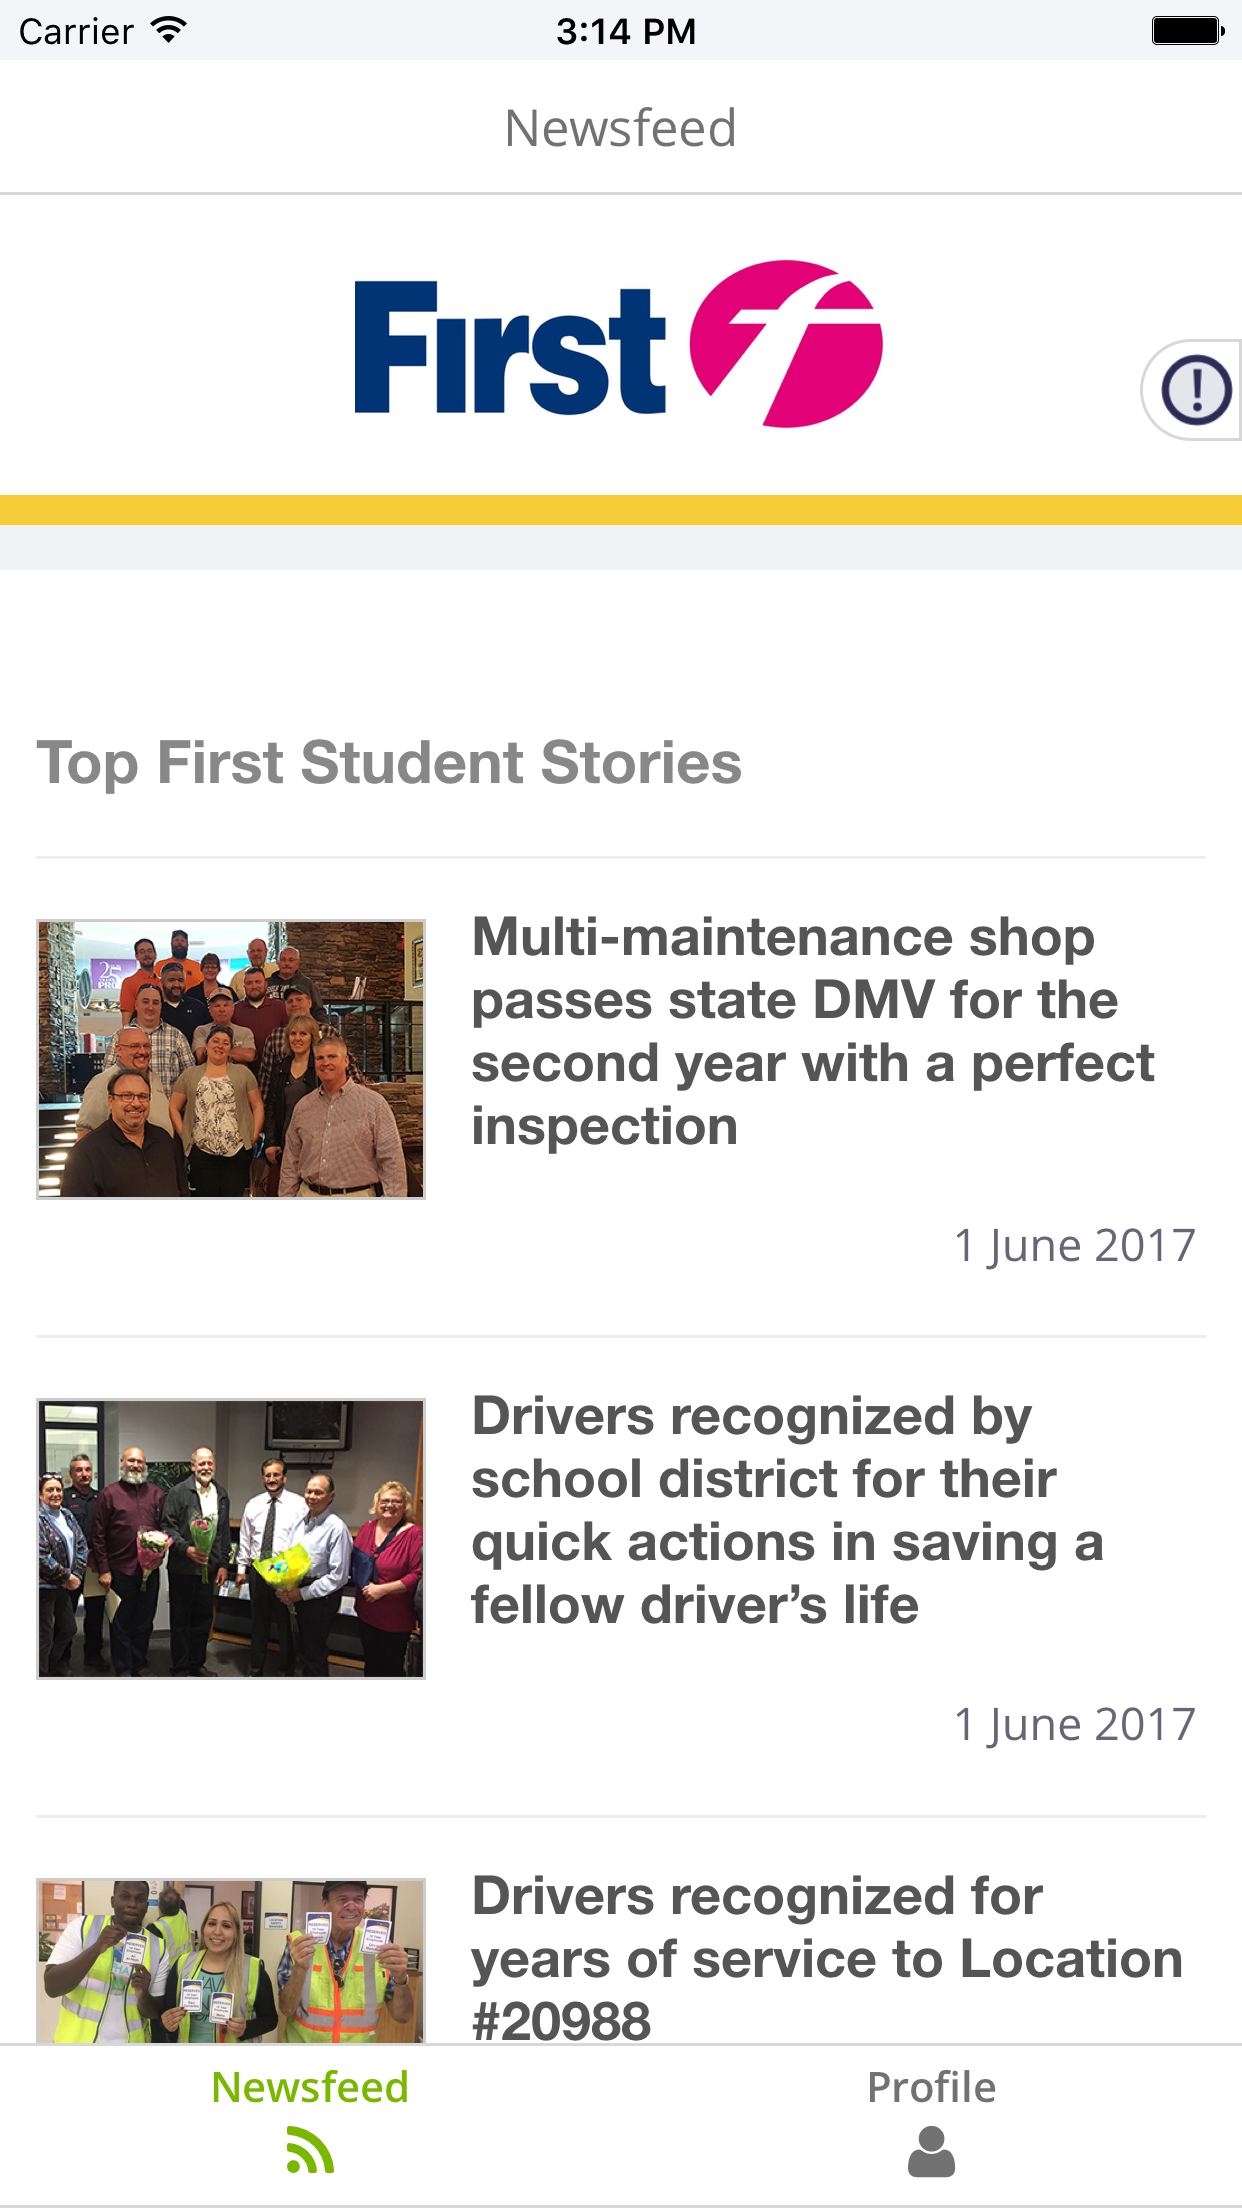 Carrier 3:14 PM
Newsfeed
First
Top First Student Stories
Multi-maintenance shop
passes state DMV for the
second year with a perfect
inspection
1 June 2017
Drivers recognized by
school district for their
quick actions in saving a
fellow driver’s life
1 June 2017
Drivers recognized for
years of service to Location
#20988
Newsfeed
Profile